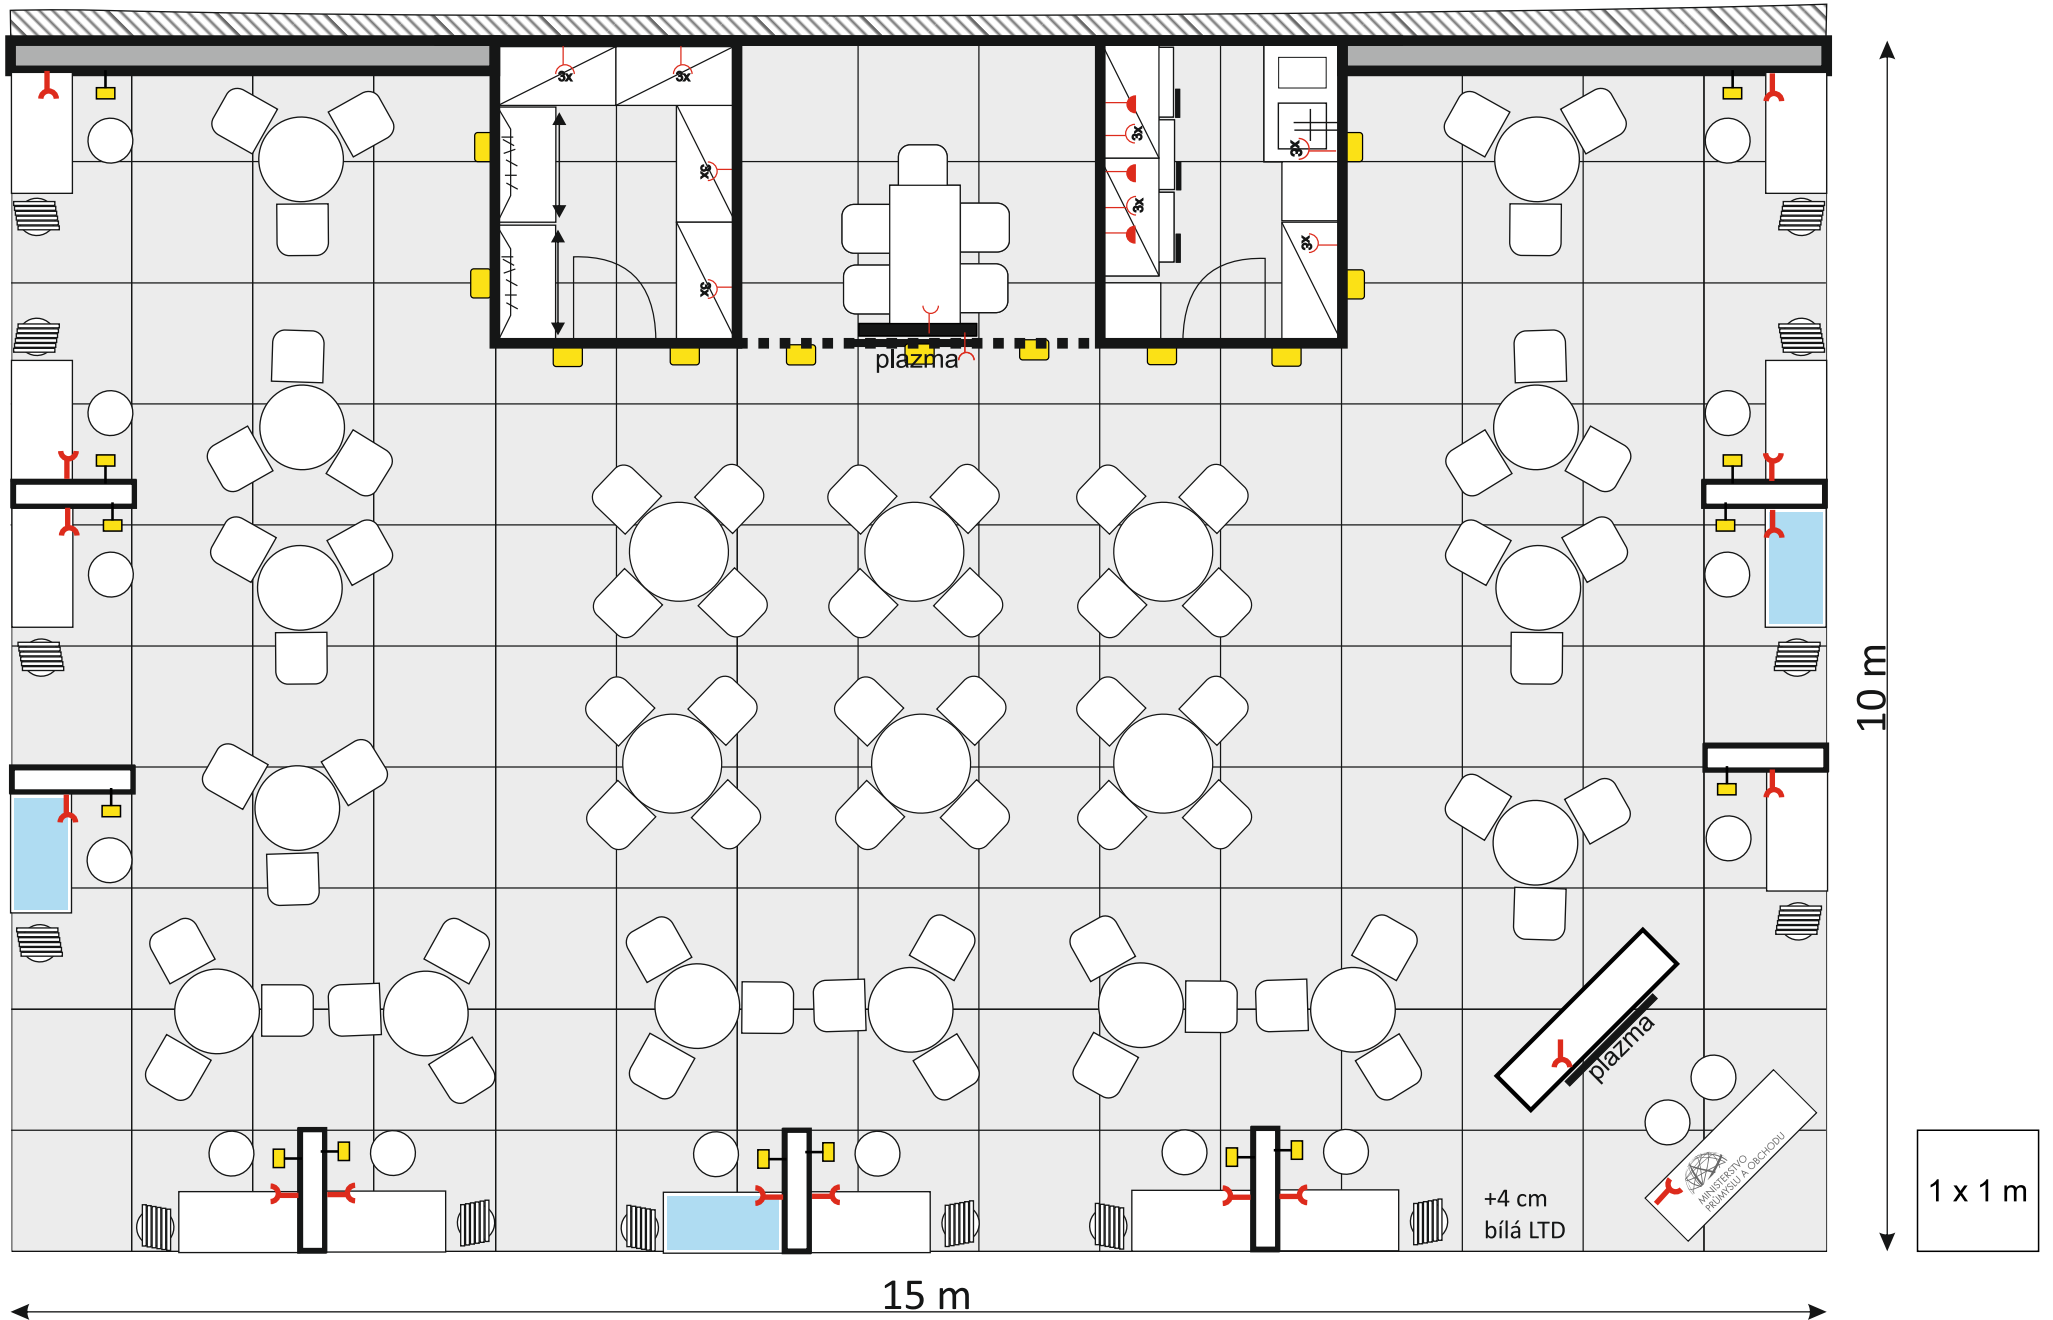 3x
3x
3x
3x
3x
3x
3x
3x
plazma
10 m
plazma
MINISTERSTVO
PRŮMYSLU A OBCHODU
+4 cm
bílá LTD
1 x 1 m
15 m